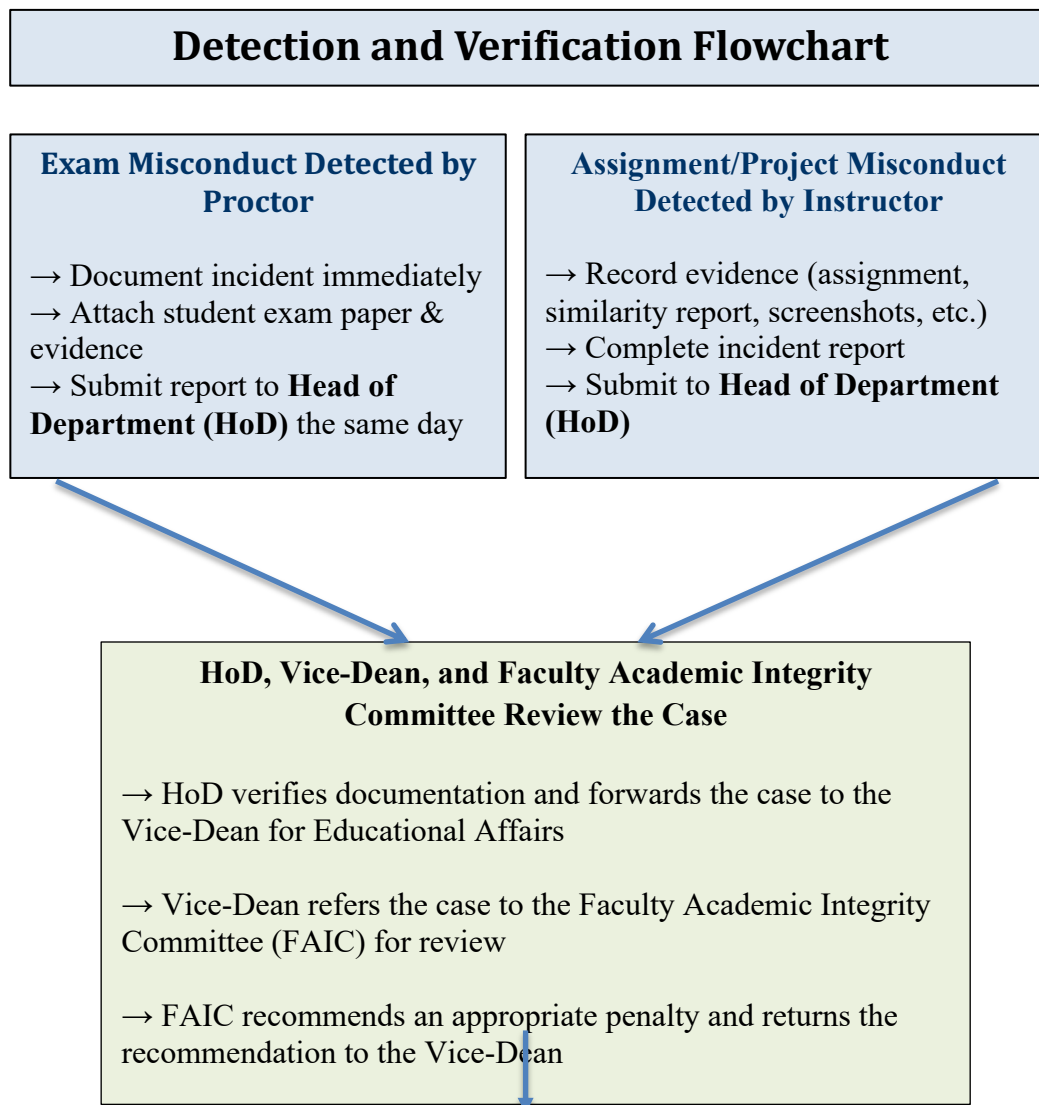 Detection and Verification Flowchart
Exam Misconduct Detected by
Proctor
→ Document incident immediately
→ Attach student exam paper &
evidence
→ Submit report to Head of
Department (HoD) the same day
Assignment/Project Misconduct
Detected by Instructor
→ Record evidence (assignment,
similarity report, screenshots, etc.)
→ Complete incident report
→ Submit to Head of Department
(HoD)
HoD, Vice-Dean, and Faculty Academic Integrity
Committee Review the Case
→ HoD verifies documentation and forwards the case to the
Vice-Dean for Educational Affairs
→ Vice-Dean refers the case to the Faculty Academic Integrity
Committee (FAIC) for review
→ FAIC recommends an appropriate penalty and returns the
recommendation to the Vice-Dean